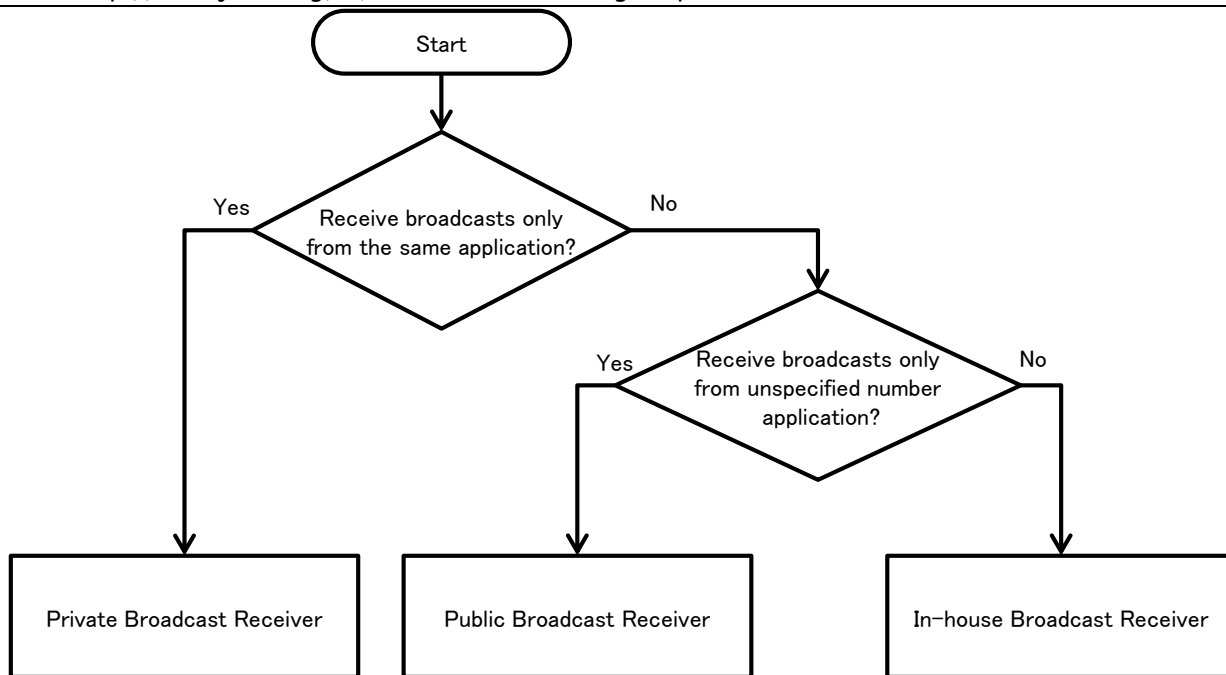 Start
Yes
No
Receive broadcasts only
from the same application?
Yes
No
Receive broadcasts only
from unspecified number
application?
Private Broadcast Receiver
Public Broadcast Receiver
In-house Broadcast Receiver